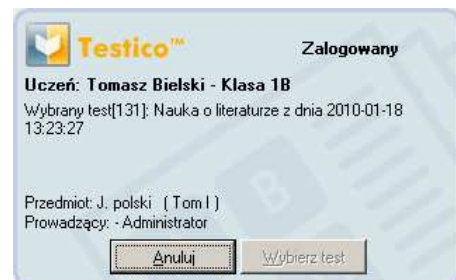 Testico™
Zalogowany
Uczeń: Tomasz Bielski - Klasa 1B
Wybrany test[131]: Nauka o literaturze z dnia 2010-01-18
13:23:27
Przedmiot: J. polski ( Tom I )
Prowadzący: - Administrator
Anuluj
Wybierz test